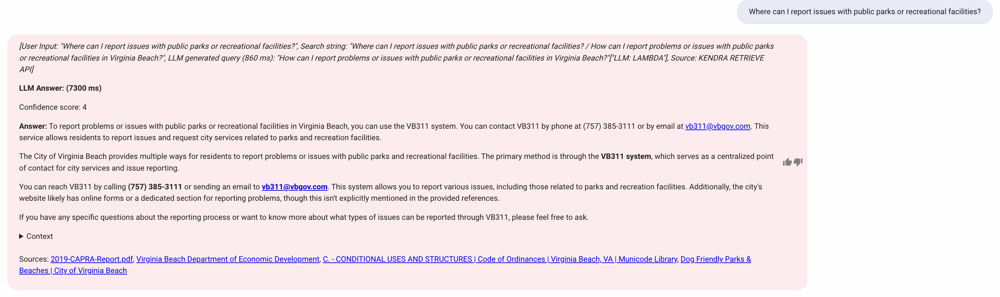 Where can I report issues with public parks or recreational facilities?
[User Input: "Where can I report issues with public parks or recreational facilities?", Search string: "Where can I report issues with public parks or recreational facilities? / How can I report problems or issues with public parks
or recreational facilities in Virginia Beach?", LLM generated query (860 ms): "How can I report problems or issues with public parks or recreational facilities in Virginia Beach?"["LLM: LAMBDA"], Source: KENDRA RETRIEVE
API]
LLM Answer: (7300 ms)
Confidence score: 4
Answer: To report problems or issues with public parks or recreational facilities in Virginia Beach, you can use the VB311 system. You can contact VB311 by phone at (757) 385-3111 or by email at vb311@vbgov.com. This
service allows residents to report issues and request city services related to parks and recreation facilities.
The City of Virginia Beach provides multiple ways for residents to report problems or issues with public parks and recreational facilities. The primary method is through the VB311 system, which serves as a centralized point
of contact for city services and issue reporting.
You can reach VB311 by calling (757) 385-3111 or sending an email to vb311@vbgov.com. This system allows you to report various issues, including those related to parks and recreation facilities. Additionally, the city's
website likely has online forms or a dedicated section for reporting problems, though this isn't explicitly mentioned in the provided references.
If you have any specific questions about the reporting process or want to know more about what types of issues can be reported through VB311, please feel free to ask.
▶ Context
Sources: 2019-CAPRA-Report.pdf, Virginia Beach Department of Economic Development, C. - CONDITIONAL USES AND STRUCTURES | Code of Ordinances | Virginia Beach, VA | Municode Library, Dog Friendly Parks &
Beaches | City of Virginia Beach